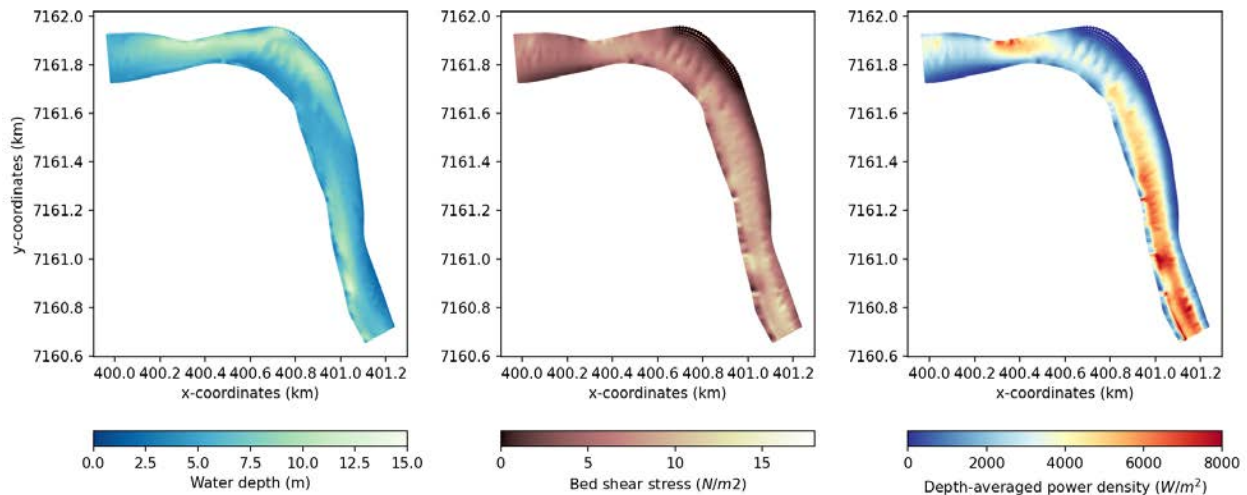 7162.0
7161.8
7161.6
7161.4
7161.2
7161.0
7160.8
7160.6
y-coordinates (km)
400.0 400.2 400.4 400.6 400.8 401.0 401.2
x-coordinates (km)
0.0 2.5 5.0 7.5 10.0 12.5 15.0
Water depth (m)
7162.0
7161.8
7161.6
7161.4
7161.2
7161.0
7160.8
7160.6
400.0 400.2 400.4 400.6 400.8 401.0 401.2
x-coordinates (km)
0 5 10 15
Bed shear stress (N/m2)
7162.0
7161.8
7161.6
7161.4
7161.2
7161.0
7160.8
7160.6
400.0 400.2 400.4 400.6 400.8 401.0 401.2
x-coordinates (km)
0 2000 4000 6000 8000
Depth-averaged power density (W/m²)